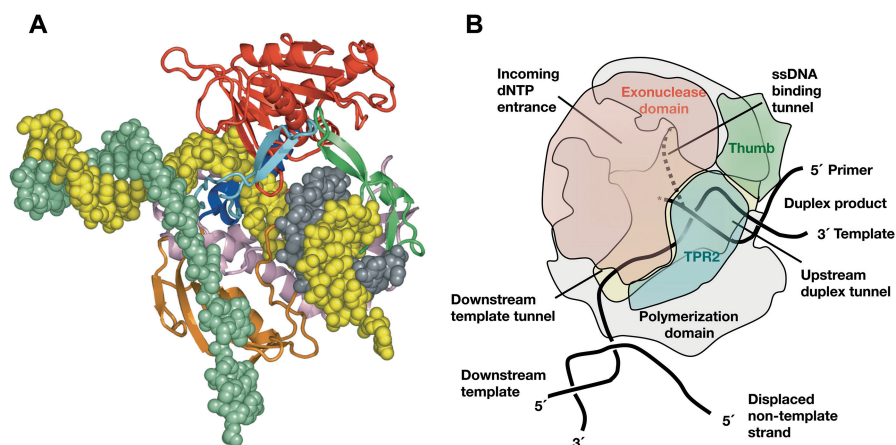 A
B
Incoming
dNTP
entrance
Exonuclease
domain
ssDNA
binding
tunnel
Thumb
5′ Primer
Duplex product
3′ Template
TPR2
Upstream
duplex tunnel
Downstream
template tunnel
Polymerization
domain
Downstream
template
5′
3′
5′
Displaced
non-template
strand